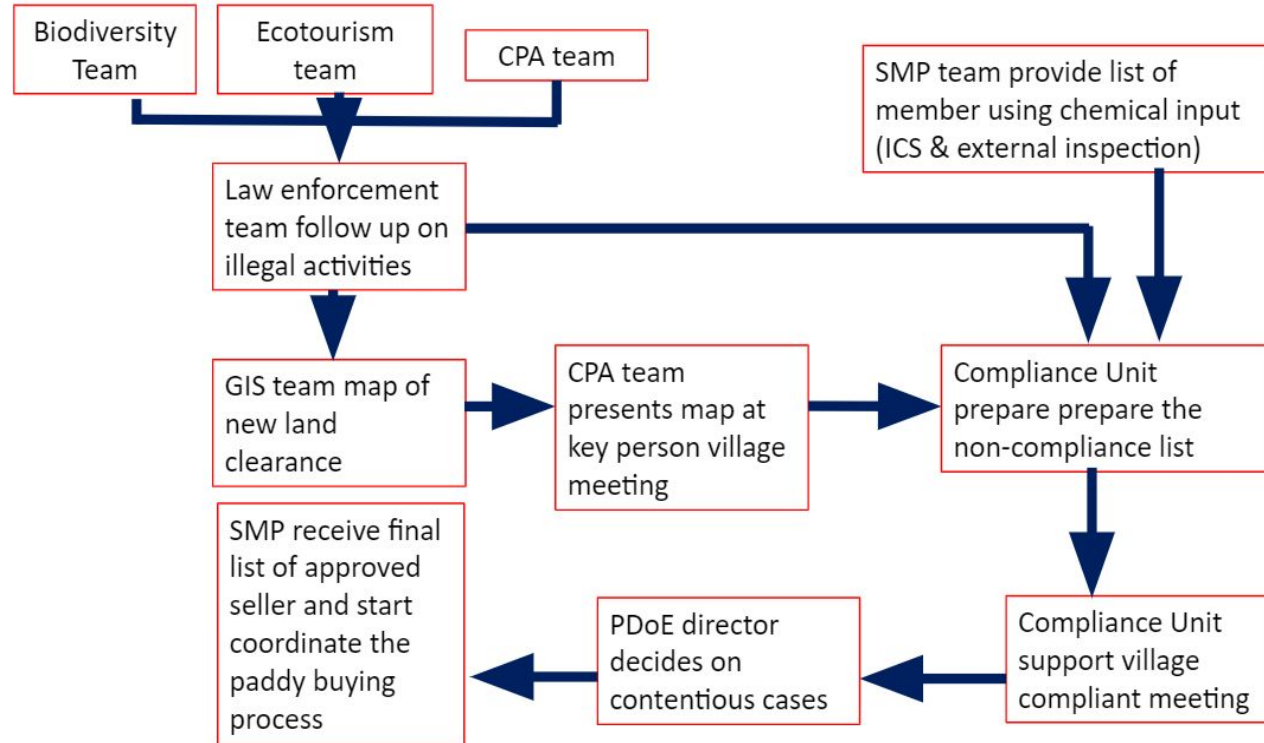 Biodiversity
Team
Ecotourism
team
CPA team
SMP team provide list of
member using chemical input
(ICS & external inspection)
Law enforcement
team follow up on
illegal activities
GIS team map of
new land
clearance
CPA team
presents map at
key person village
meeting
Compliance Unit
prepare prepare the
non-compliance list
SMP receive final
list of approved
seller and start
coordinate the
paddy buying
process
PDoE director
decides on
contentious cases
Compliance Unit
support village
compliant meeting